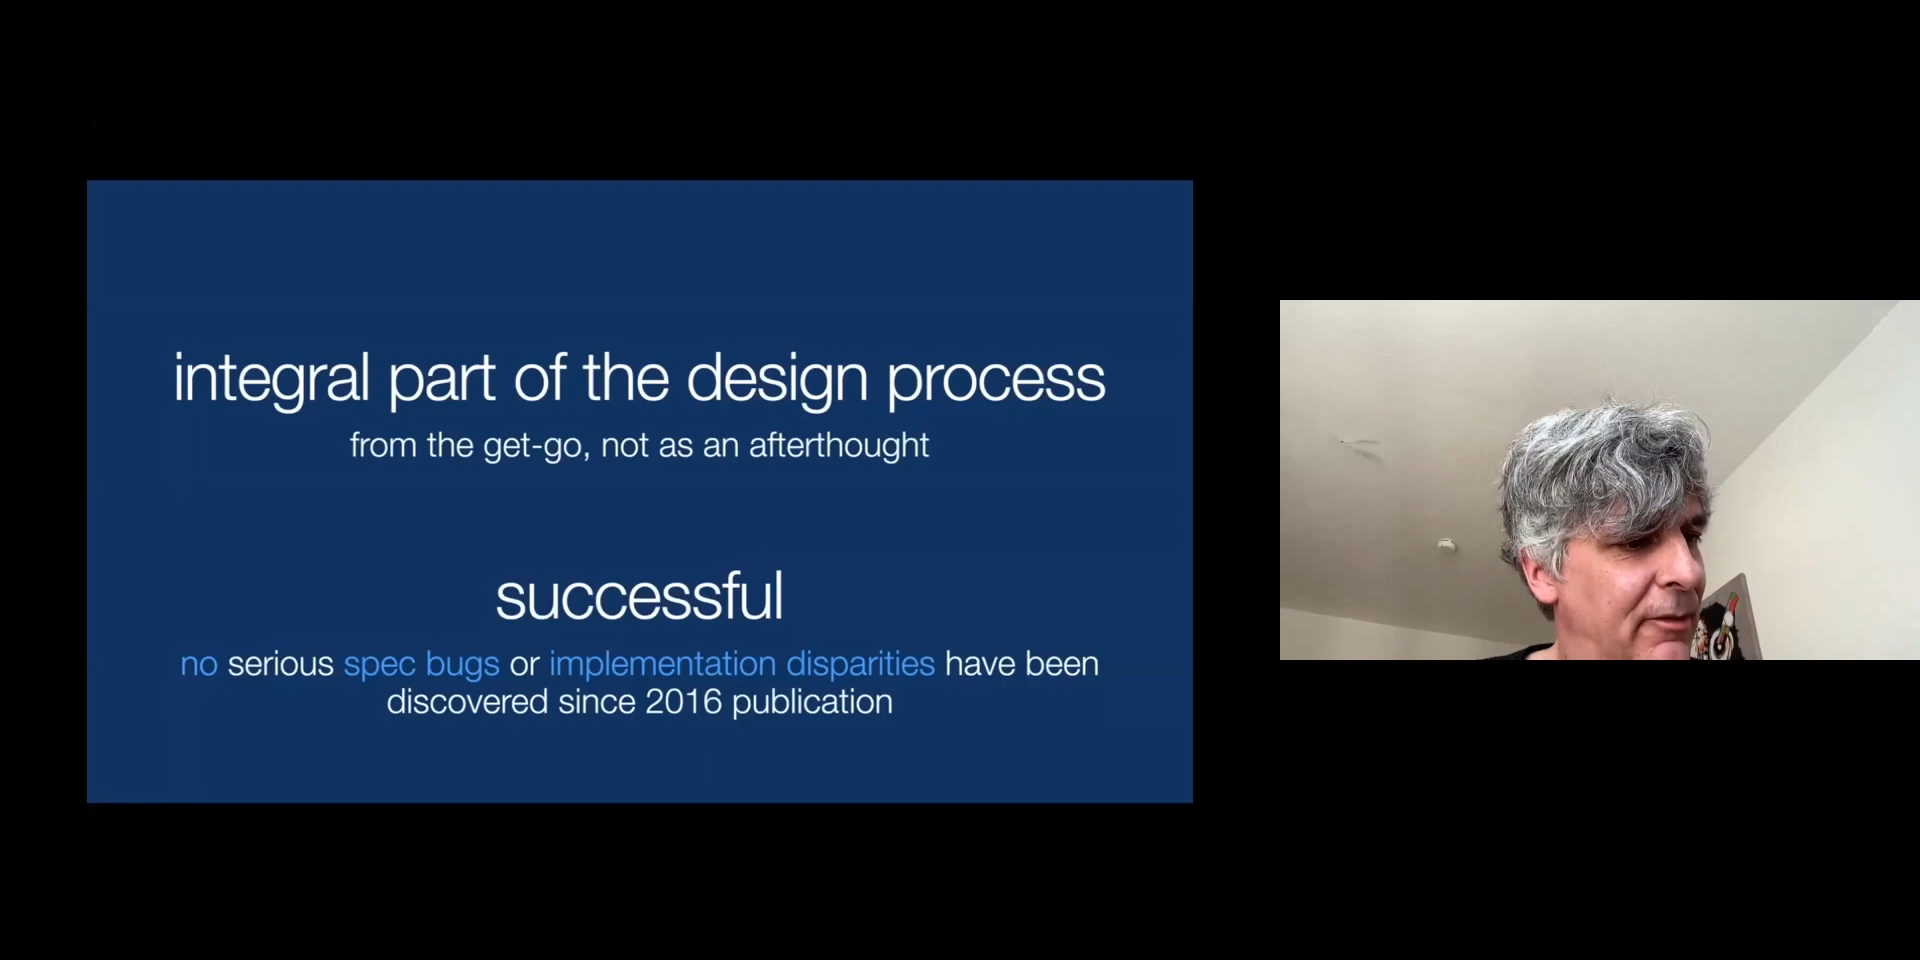 integral part of the design process
from the get-go, not as an afterthought
successful
no serious spec bugs or implementation disparities have been
discovered since 2016 publication